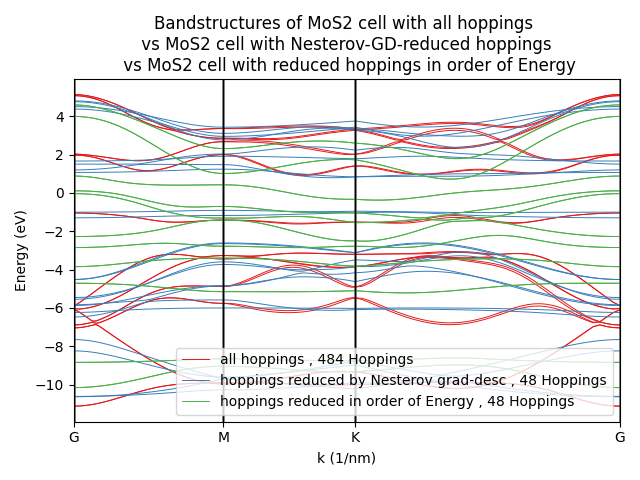 Bandstructures of MoS2 cell with all hoppings
vs MoS2 cell with Nesterov-GD-reduced hoppings
vs MoS2 cell with reduced hoppings in order of Energy
Energy (eV)
4
2
0
−2
−4
−6
−8
−10
all hoppings , 484 Hoppings
hoppings reduced by Nesterov grad-desc , 48 Hoppings
hoppings reduced in order of Energy , 48 Hoppings
G M K G
k (1/nm)